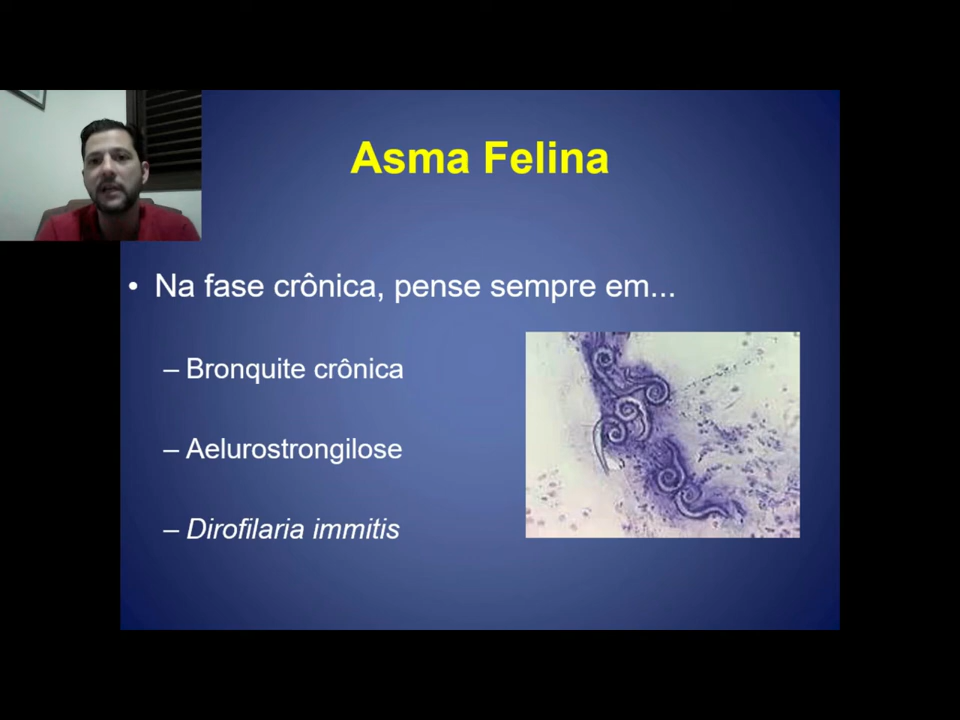 Asma Felina
• Na fase crônica, pense sempre em...
– Bronquite crônica
– Aelurostrongilose
– Dirofilaria immitis